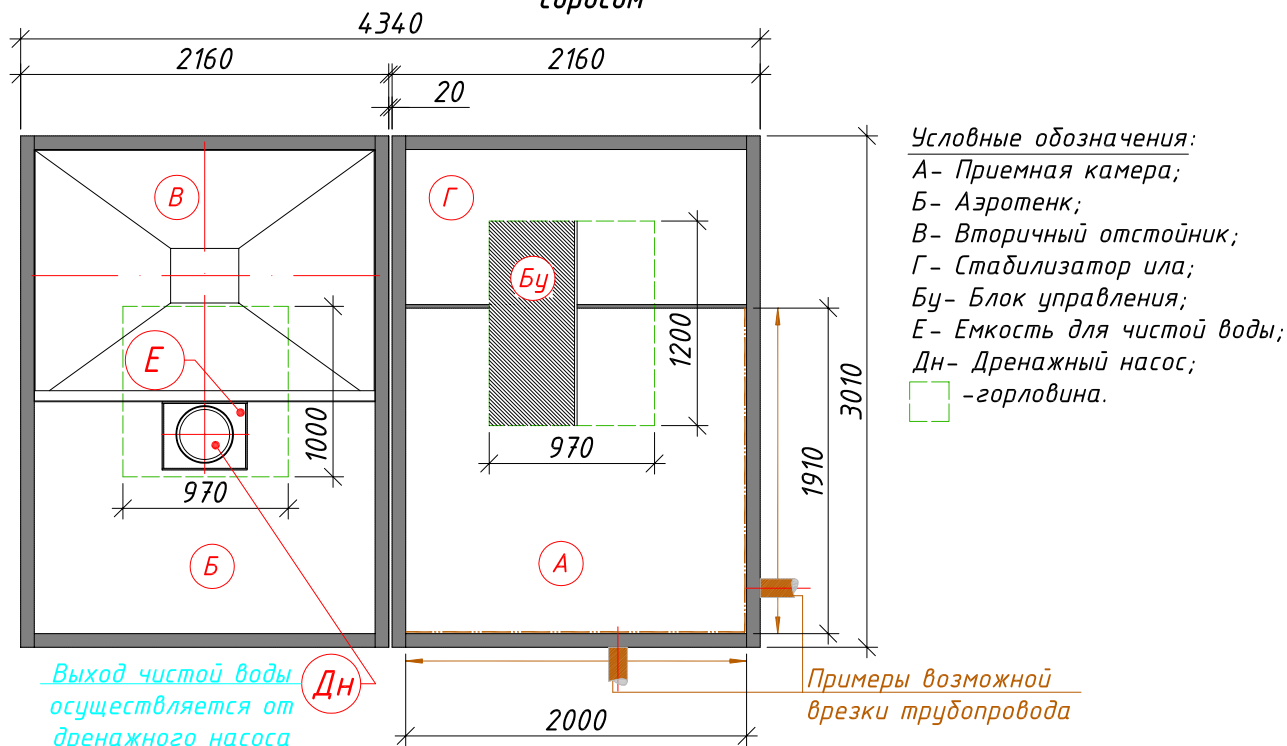 сбросом
4340
2160
2160
20
В
Г
Бу
Е
1200
1000
970
970
3010
1910
Б
А
Дн
2000
Условные обозначения:
А- Приемная камера;
Б- Аэротенк;
В- Вторичный отстойник;
Г- Стабилизатор ила;
Бу- Блок управления;
Е- Емкость для чистой воды;
Дн- Дренажный насос;
-горловина.
Выход чистой воды
осуществляется от
дренажного насоса
Примеры возможной
врезки трубопровода